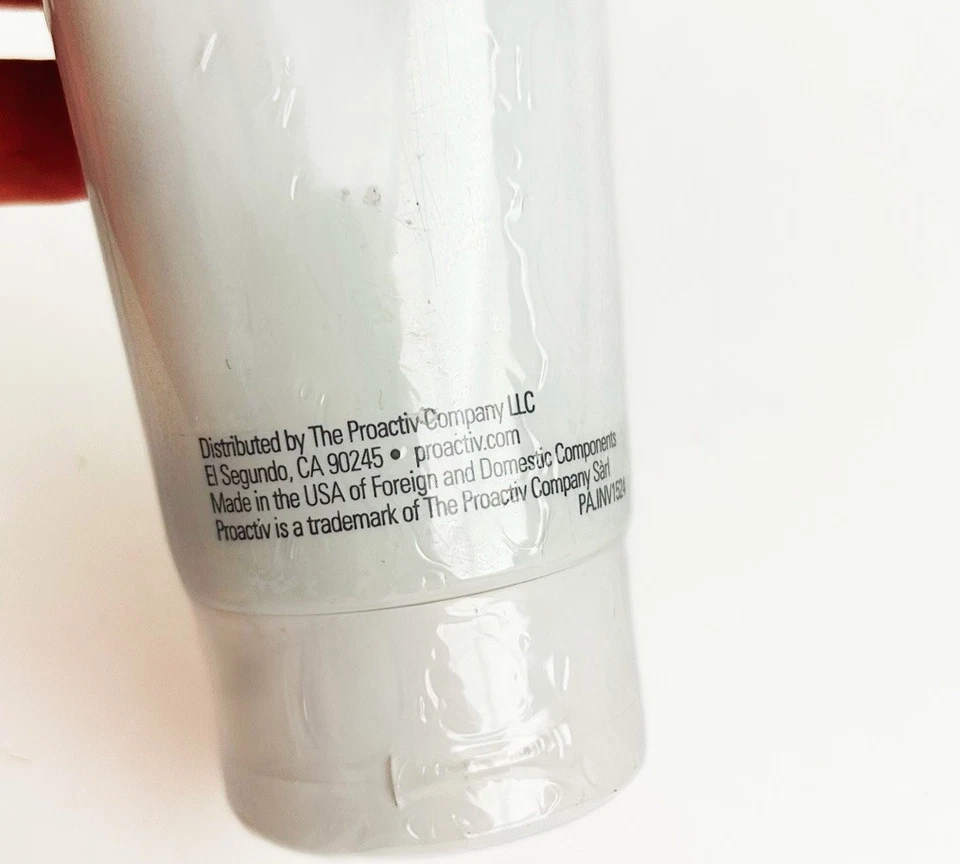 Distributed by The Proactiv Company LLC
El Segundo, CA 90245 • proactiv.com
Made in the USA of Foreign and Domestic Components
Proactiv is a trademark of The Proactiv Company Sàrl
PA.INV1524